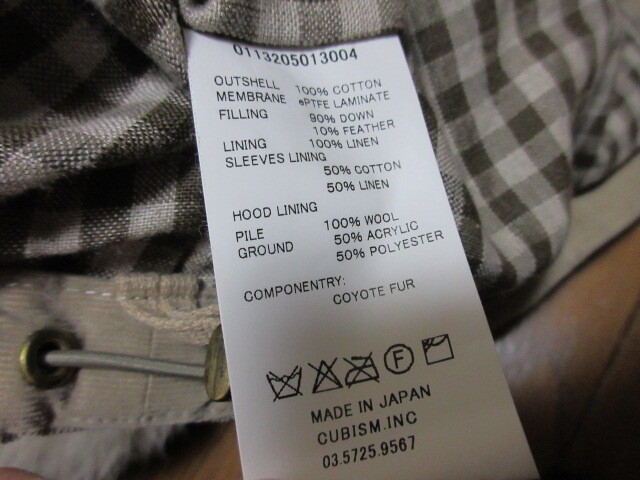 0113205013004
OUTSHELL 100% COTTON
MEMBRANE ePTFE LAMINATE
FILLING 90% DOWN
10% FEATHER
LINING 100% LINEN
SLEEVES LINING
50% COTTON
50% LINEN
HOOD LINING
PILE 100% WOOL
GROUND 50% ACRYLIC
50% POLYESTER
COMPONENTRY:
COYOTE FUR
F
MADE IN JAPAN
CUBISM.INC
03.5725.9567